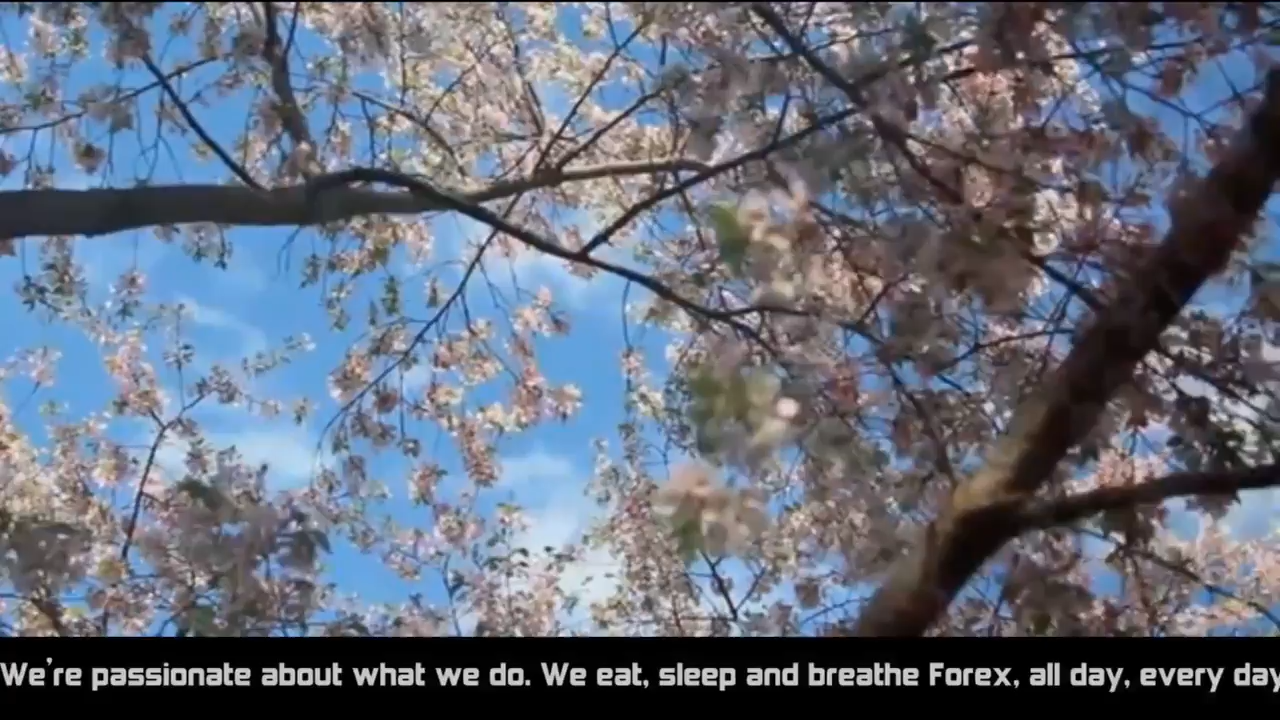 We're passionate about what we do. We eat, sleep and breathe Forex, all day, every day